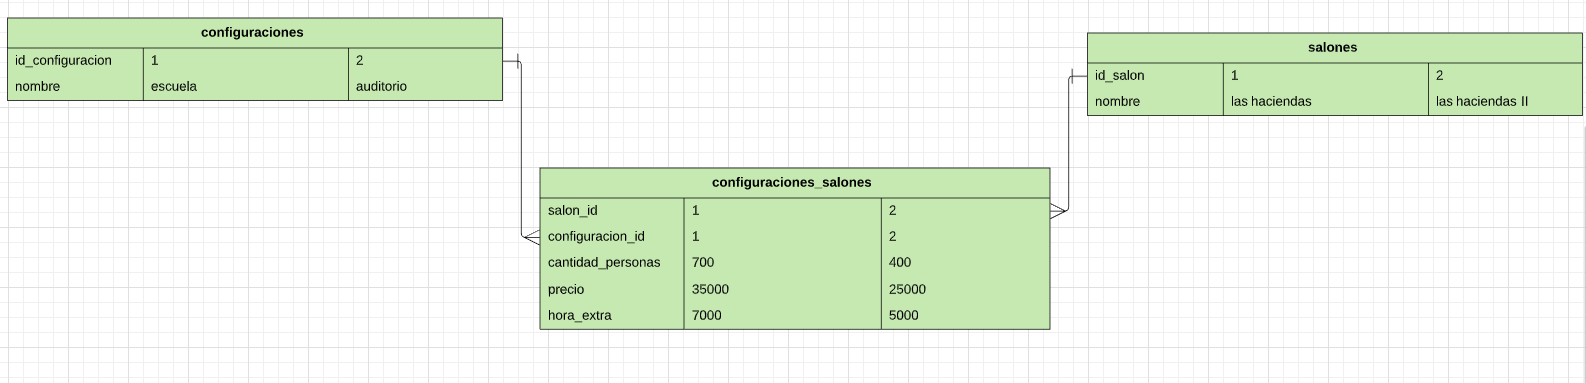 configuraciones
id_configuracion 1 2
nombre escuela auditorio
salones
id_salon 1 2
nombre las haciendas las haciendas II
configuraciones_salones
salon_id 1 2
configuracion_id 1 2
cantidad_personas 700 400
precio 35000 25000
hora_extra 7000 5000